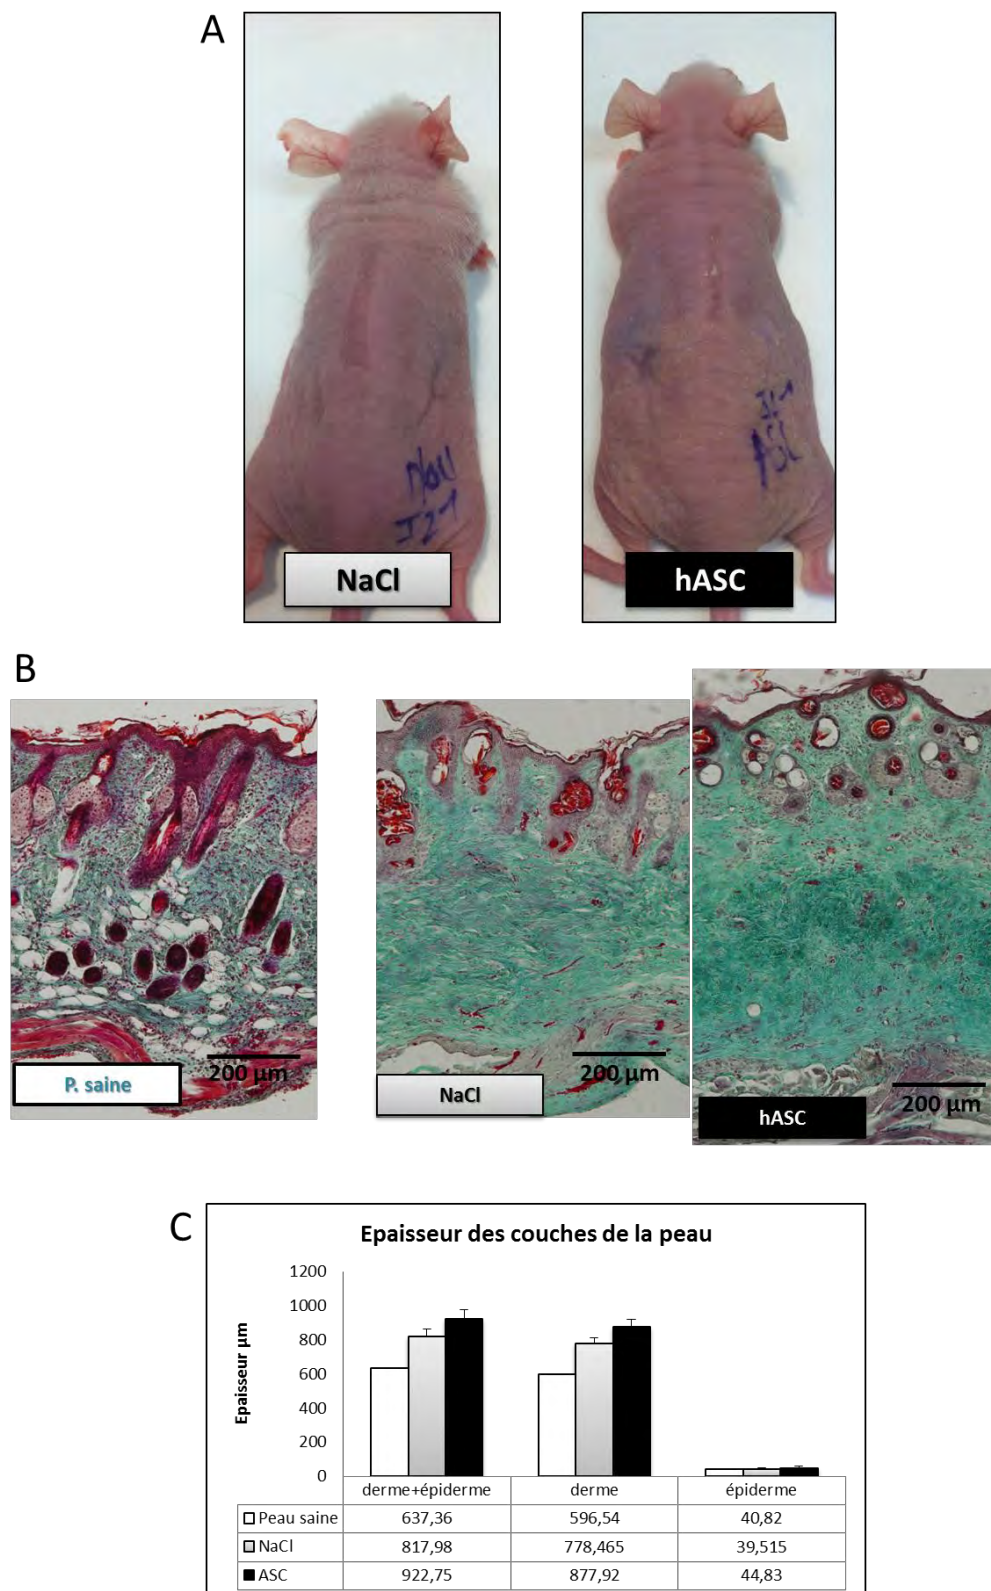 A
NaCl
hASC
B
P. saine
200 µm
NaCl
200 µm
hASC
200 µm
C
Epaisseur des couches de la peau
Epaisseur µm
1200
1000
800
600
400
200
0
derme+épiderme derme épiderme
Peau saine 637,36 596,54 40,82
NaCl 817,98 778,465 39,515
ASC 922,75 877,92 44,83